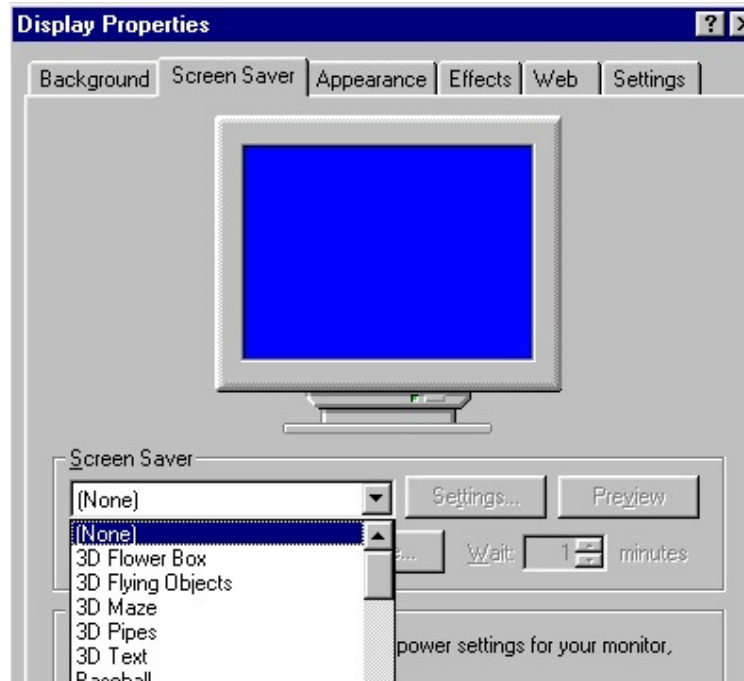 Display Properties
Background Screen Saver Appearance Effects Web Settings
Screen Saver
(None) Settings... Preview
(None)
3D Flower Box
Wait: 1 minutes
3D Flying Objects
3D Maze
3D Pipes
power settings for your monitor,
3D Text
Baseball